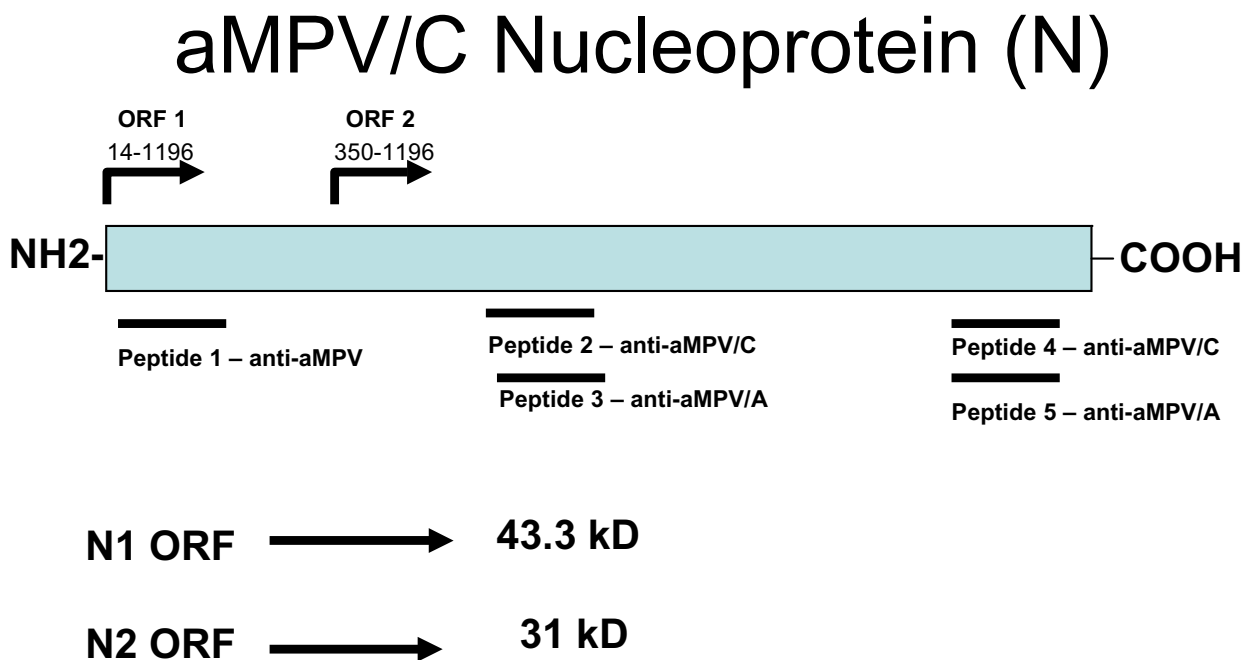 aMPV/C Nucleoprotein (N)
ORF 1
14-1196
ORF 2
350-1196
NH2-
COOH
Peptide 1 – anti-aMPV
Peptide 2 – anti-aMPV/C
Peptide 3 – anti-aMPV/A
Peptide 4 – anti-aMPV/C
Peptide 5 – anti-aMPV/A
N1 ORF
43.3 kD
N2 ORF
31 kD